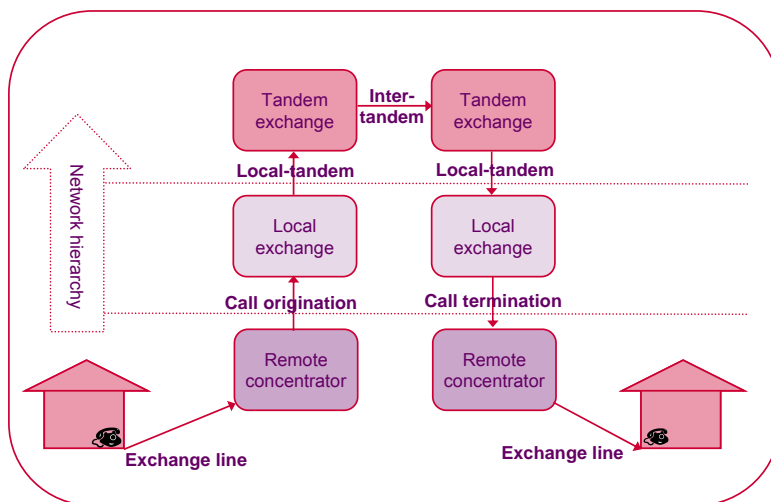 Tandem
exchange
Inter-
tandem
Tandem
exchange
Local-tandem
Local-tandem
Network hierarchy
Local
exchange
Local
exchange
Call origination
Call termination
Remote
concentrator
Remote
concentrator
Exchange line
Exchange line